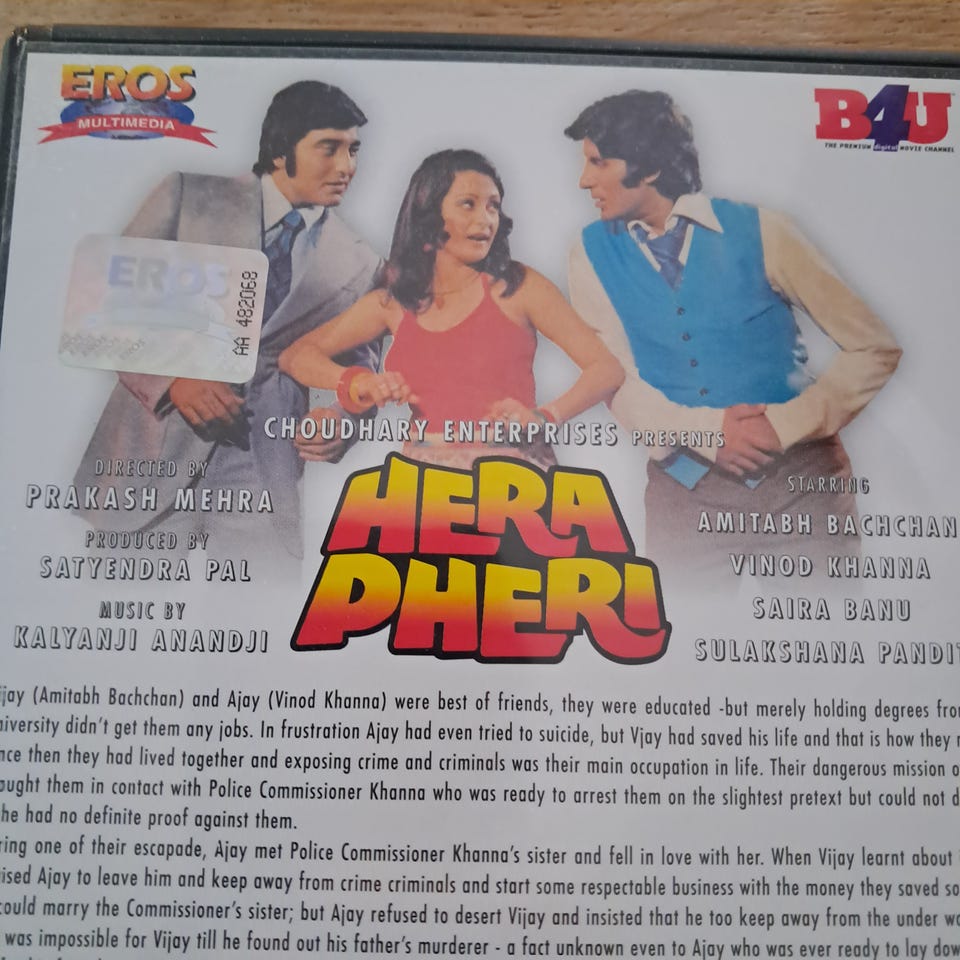 EROS
MULTIMEDIA
B4U
THE PREMIUM digital MOVIE CHANNEL
EROS
AA 482068
CHOUDHARY ENTERPRISES PRESENTS
DIRECTED BY
PRAKASH MEHRA
PRODUCED BY
SATYENDRA PAL
MUSIC BY
KALYANJI ANANDJI
HERA
PHERI
STARRING
AMITABH BACHCHAN
VINOD KHANNA
SAIRA BANU
SULAKSHANA PANDIT
ijay (Amitabh Bachchan) and Ajay (Vinod Khanna) were best of friends, they were educated -but merely holding degrees fro
iversity didn't get them any jobs. In frustration Ajay had even tried to suicide, but Vjay had saved his life and that is how they
nce then they had lived together and exposing crime and criminals was their main occupation in life. Their dangerous mission o
ought them in contact with Police Commissioner Khanna who was ready to arrest them on the slightest pretext but could not d
he had no definite proof against them.
ring one of their escapade, Ajay met Police Commissioner Khanna's sister and fell in love with her. When Vijay learnt about
ised Ajay to leave him and keep away from crime criminals and start some respectable business with the money they saved so
could marry the Commissioner's sister; but Ajay refused to desert Vijay and insisted that he too keep away from the under w
was impossible for Vijay till he found out his father's murderer - a fact unknown even to Ajay who was ever ready to lay dow